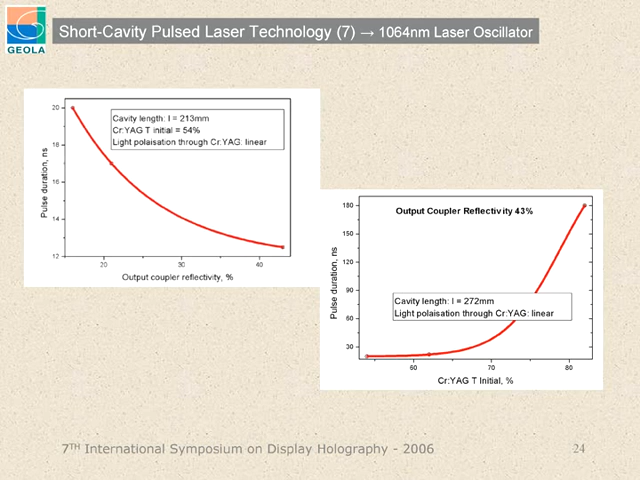 GEOLA
Short-Cavity Pulsed Laser Technology (7) → 1064nm Laser Oscillator
Cavity length: l = 213mm
Cr:YAG T initial = 54%
Light polaisation through Cr:YAG: linear
Pulse duration, ns
20
18
16
14
12
20
30
40
Output coupler reflectivity, %
Output Coupler Reflectivity 43%
Cavity length: l = 272mm
Light polaisation through Cr:YAG: linear
Pulse duration, ns
180
150
120
90
60
30
60
70
80
Cr:YAG T Initial, %
7TH International Symposium on Display Holography - 2006
24